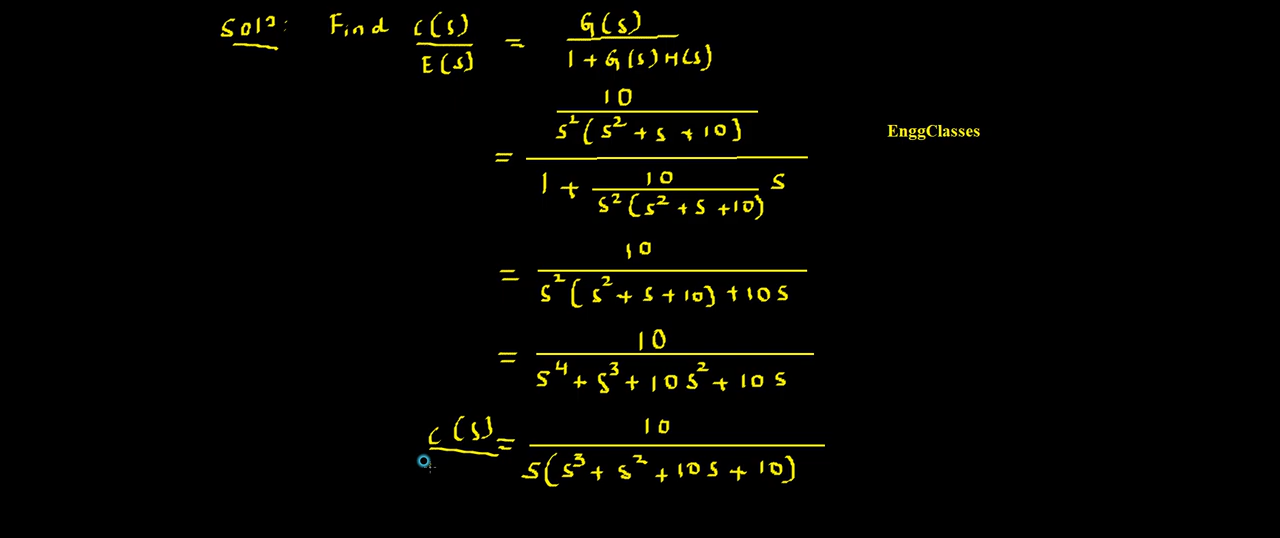 Soln: Find C(s)/E(s) = G(s)/1 + G(s)H(s)
= 10/s²(s² + s + 10) / 1 + 10/s²(s² + s + 10) s
EnggClasses
= 10/s²(s² + s + 10) + 10s
= 10/s⁴ + s³ + 10s² + 10s
C(s) = 10/s(s³ + s² + 10s + 10)